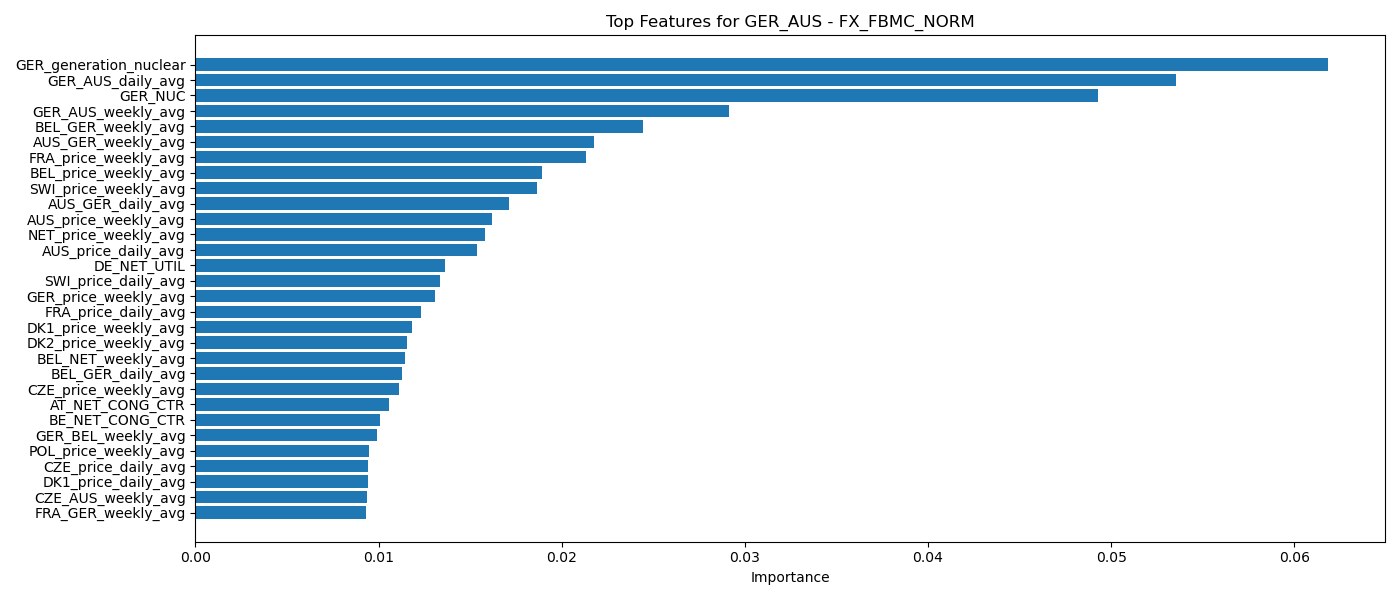 Top Features for GER_AUS - FX_FBMC_NORM
GER_generation_nuclear
GER_AUS_daily_avg
GER_NUC
GER_AUS_weekly_avg
BEL_GER_weekly_avg
AUS_GER_weekly_avg
FRA_price_weekly_avg
BEL_price_weekly_avg
SWI_price_weekly_avg
AUS_GER_daily_avg
AUS_price_weekly_avg
NET_price_weekly_avg
AUS_price_daily_avg
DE_NET_UTIL
SWI_price_daily_avg
GER_price_weekly_avg
FRA_price_daily_avg
DK1_price_weekly_avg
DK2_price_weekly_avg
BEL_NET_weekly_avg
BEL_GER_daily_avg
CZE_price_weekly_avg
AT_NET_CONG_CTR
BE_NET_CONG_CTR
GER_BEL_weekly_avg
POL_price_weekly_avg
CZE_price_daily_avg
DK1_price_daily_avg
CZE_AUS_weekly_avg
FRA_GER_weekly_avg
0.00 0.01 0.02 0.03 0.04 0.05 0.06
Importance